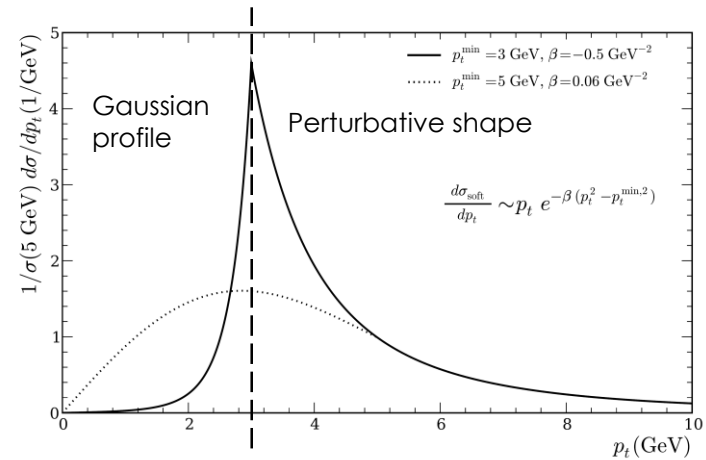 5
4
3
2
1
0
1/σ(5 GeV) dσ/dp_t(1/GeV)
p_t^min =3 GeV, β=−0.5 GeV^−2
p_t^min =5 GeV, β=0.06 GeV^−2
Gaussian
profile
Perturbative shape
dσ_soft/dp_t ~p_t e^−β(p_t^2 −p_t^min,2)
0 2 4 6 8 10
p_t(GeV)